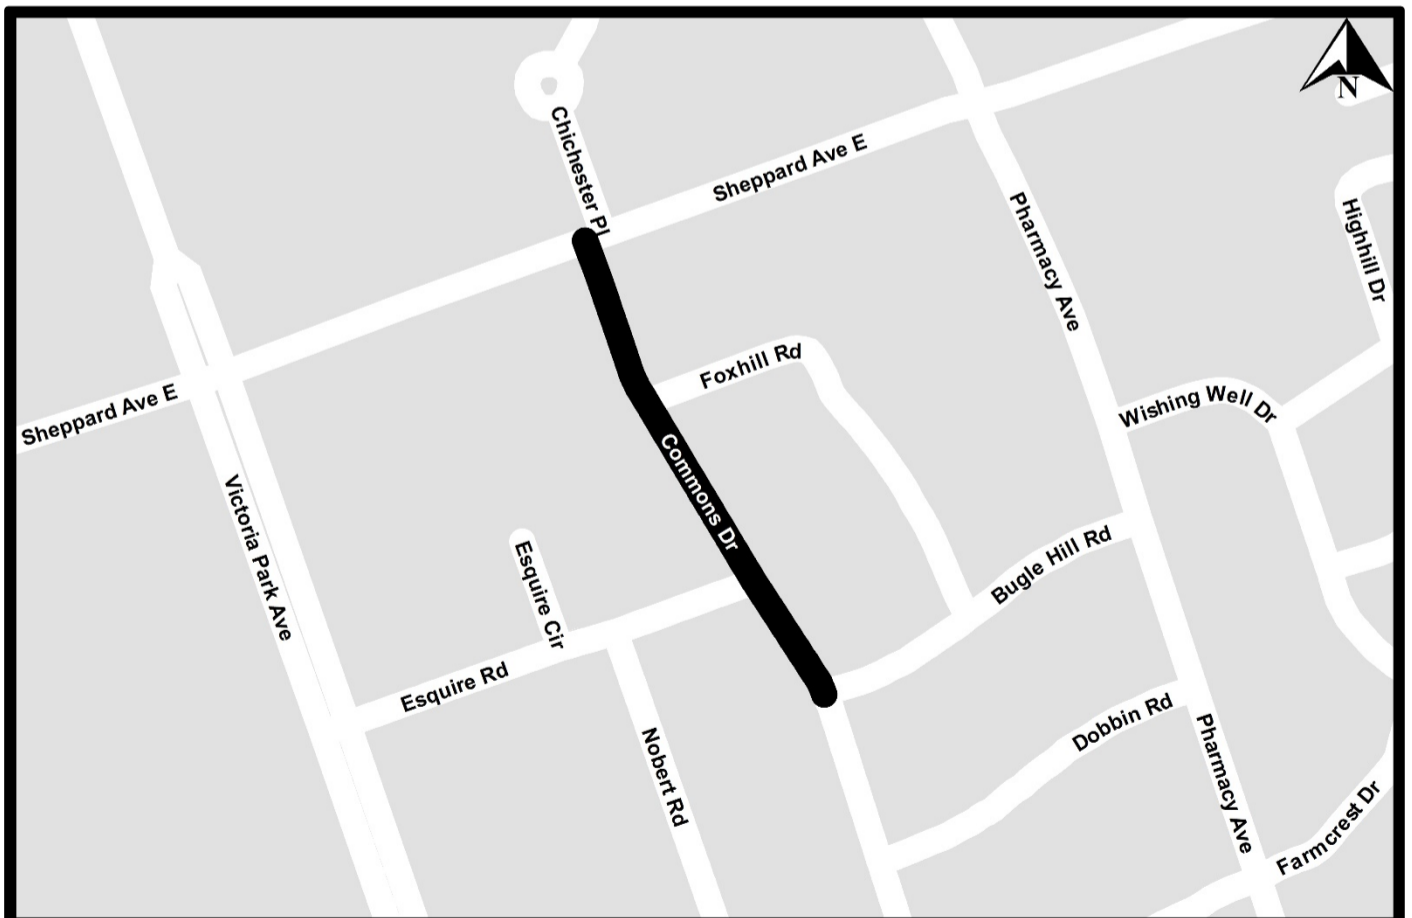 N
Chichester Pl
Sheppard Ave E
Pharmacy Ave
Highhill Dr
Foxhill Rd
Sheppard Ave E
Wishing Well Dr
Commons Dr
Victoria Park Ave
Esquire Cir
Bugle Hill Rd
Esquire Rd
Dobbin Rd
Nobert Rd
Pharmacy Ave
Farmcrest Dr